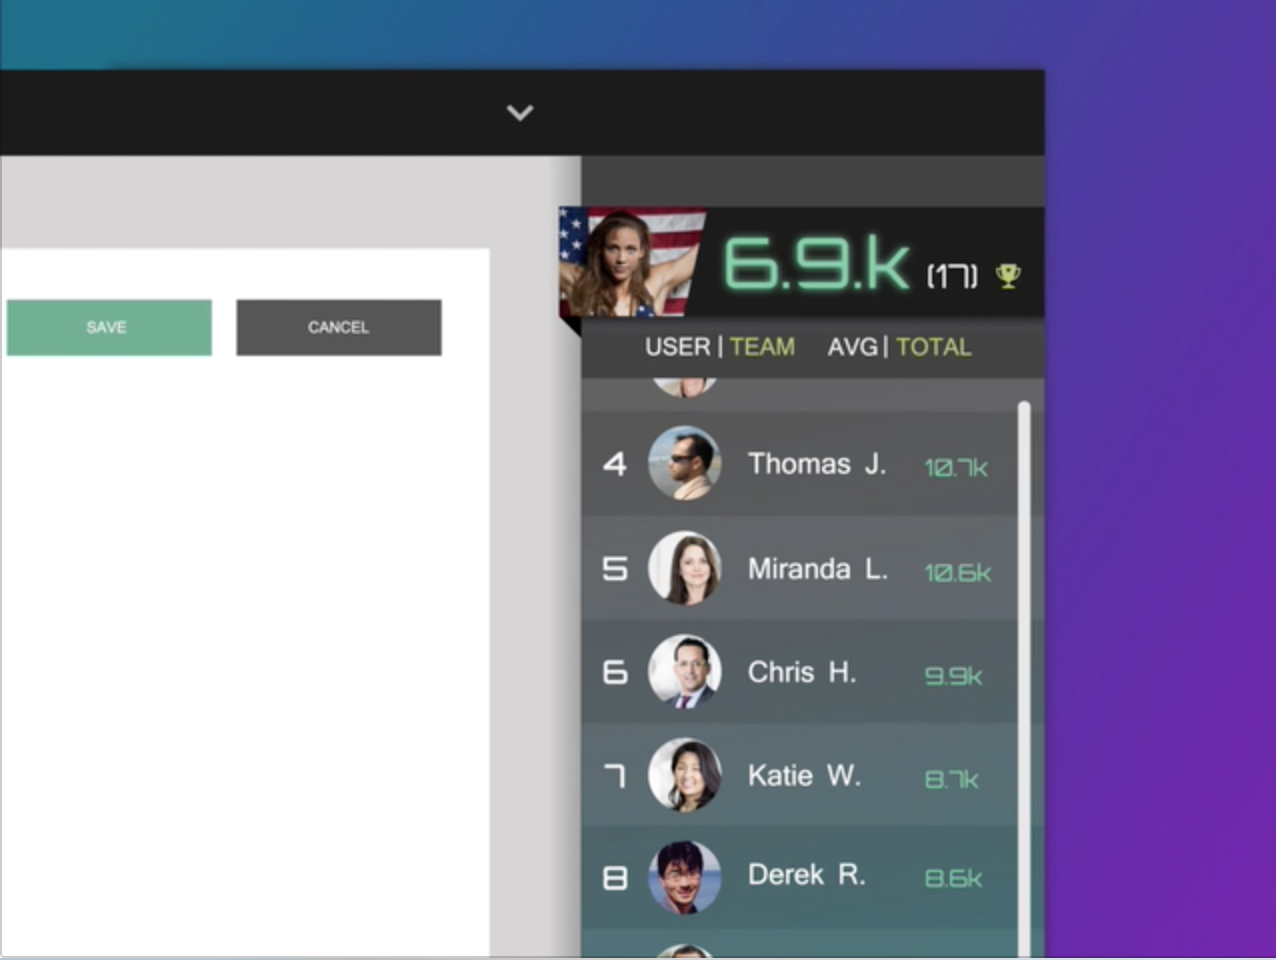 6.9.k (17)
SAVE CANCEL
USER | TEAM AVG | TOTAL
4 Thomas J. 10.7k
5 Miranda L. 10.6k
6 Chris H. 9.9k
7 Katie W. 8.7k
8 Derek R. 8.6k